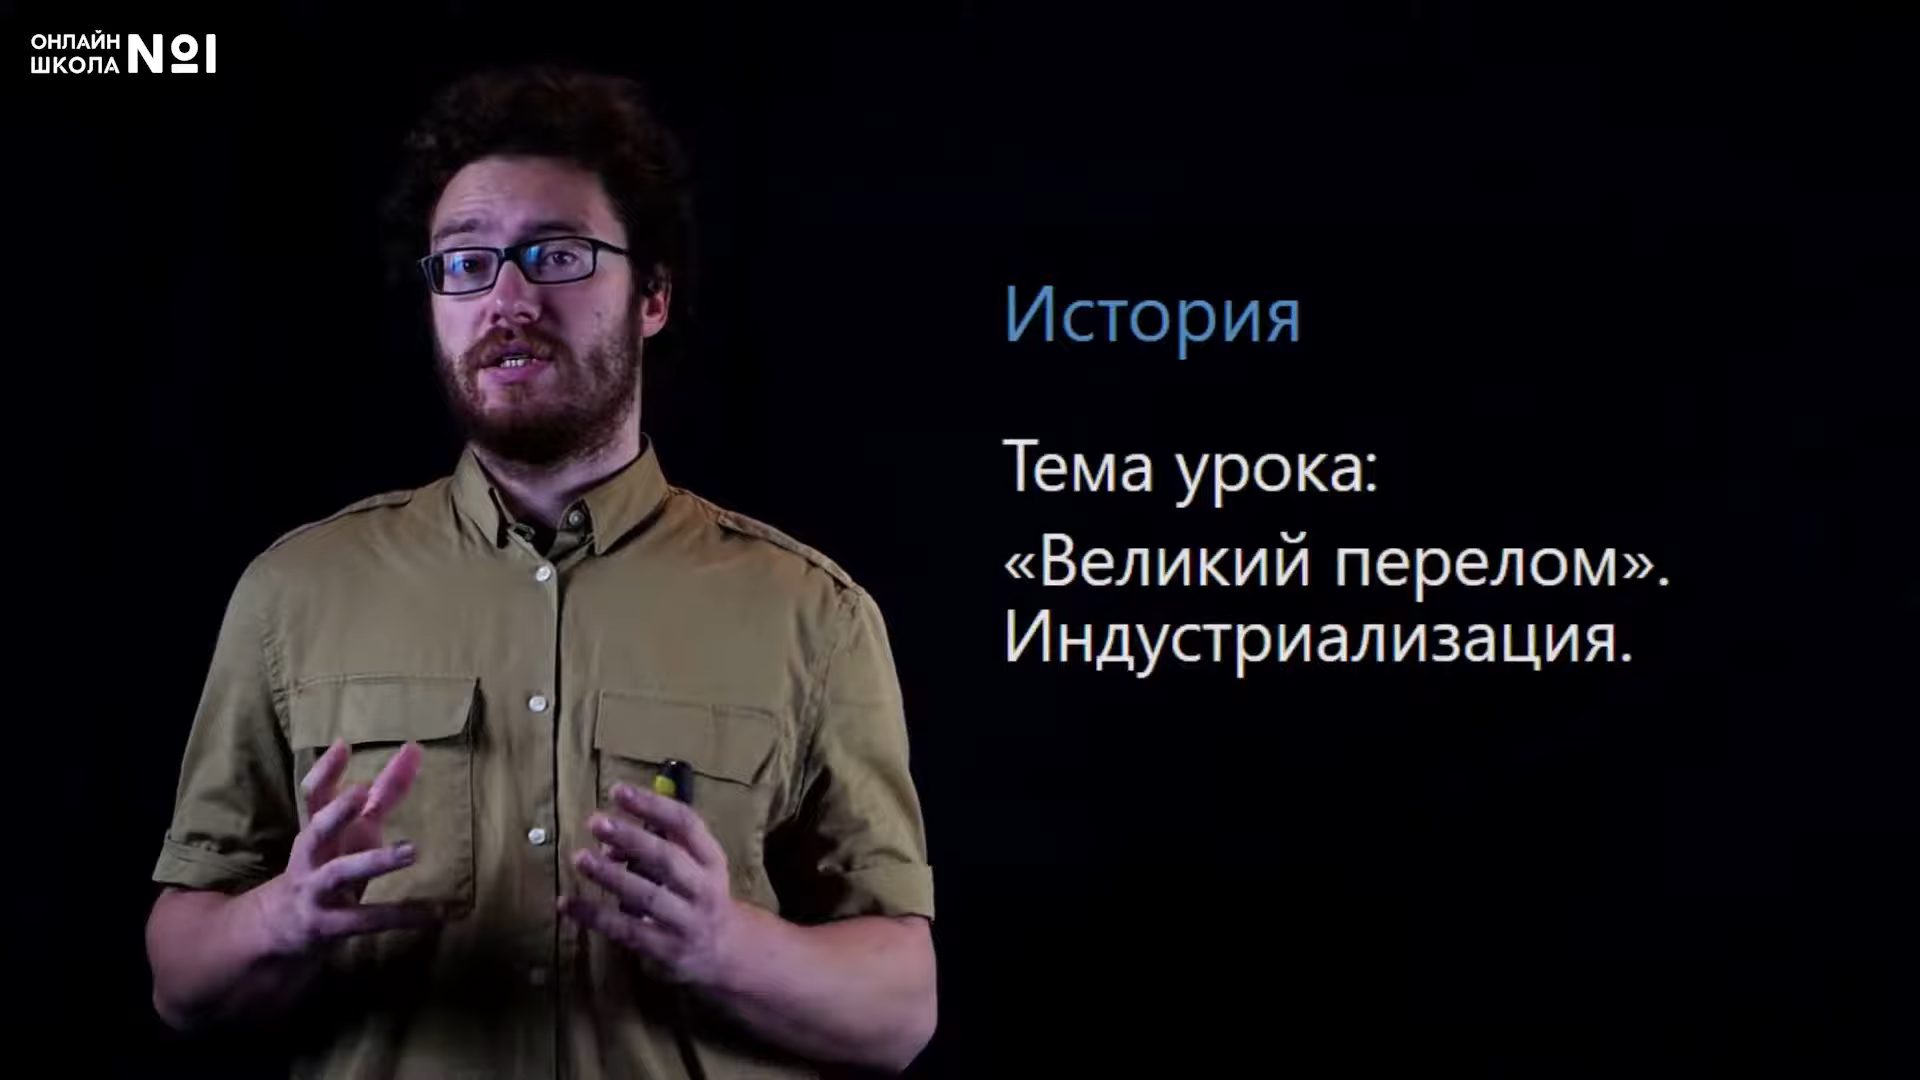 ОНЛАЙН
ШКОЛА №1
История
Тема урока:
«Великий перелом».
Индустриализация.